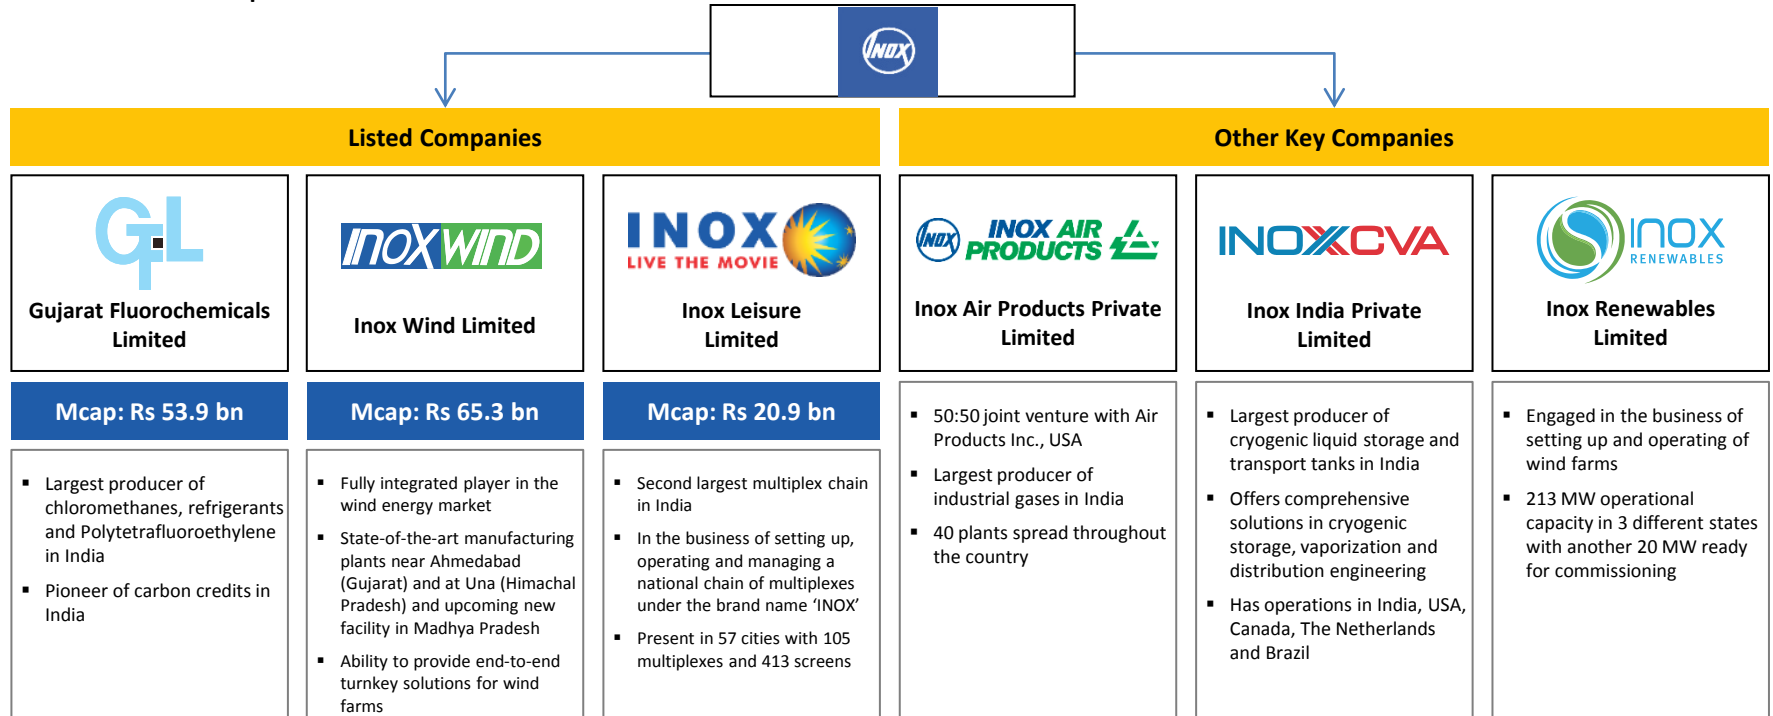 INOX
Listed Companies
Other Key Companies
GFL
Gujarat Fluorochemicals
Limited
INOXWIND
Inox Wind Limited
INOX
LIVE THE MOVIE
Inox Leisure
Limited
INOX
INOX AIR
PRODUCTS
Inox Air Products Private
Limited
INOXCVA
Inox India Private
Limited
INOX
RENEWABLES
Inox Renewables
Limited
Mcap: Rs 53.9 bn
Mcap: Rs 65.3 bn
Mcap: Rs 20.9 bn
▪ Largest producer of
chloromethanes, refrigerants
and Polytetrafluoroethylene
in India
▪ Pioneer of carbon credits in
India
▪ Fully integrated player in the
wind energy market
▪ State-of-the-art manufacturing
plants near Ahmedabad
(Gujarat) and at Una (Himachal
Pradesh) and upcoming new
facility in Madhya Pradesh
▪ Ability to provide end-to-end
turnkey solutions for wind
farms
▪ Second largest multiplex chain
in India
▪ In the business of setting up,
operating and managing a
national chain of multiplexes
under the brand name ‘INOX’
▪ Present in 57 cities with 105
multiplexes and 413 screens
▪ 50:50 joint venture with Air
Products Inc., USA
▪ Largest producer of
industrial gases in India
▪ 40 plants spread throughout
the country
▪ Largest producer of
cryogenic liquid storage and
transport tanks in India
▪ Offers comprehensive
solutions in cryogenic
storage, vaporization and
distribution engineering
▪ Has operations in India, USA,
Canada, The Netherlands
and Brazil
▪ Engaged in the business of
setting up and operating of
wind farms
▪ 213 MW operational
capacity in 3 different states
with another 20 MW ready
for commissioning